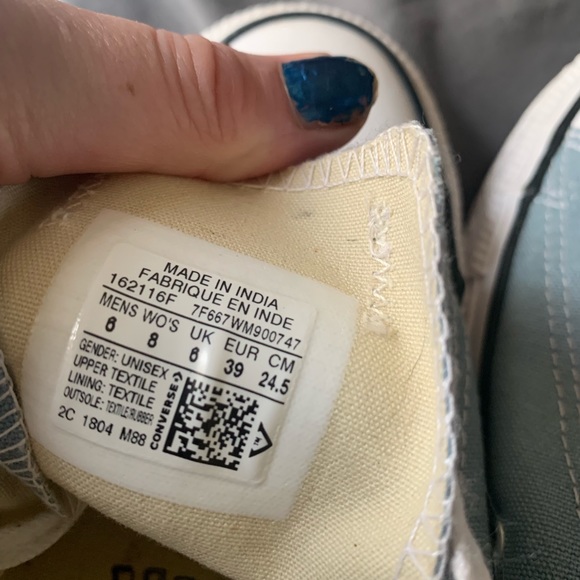 MADE IN INDIA
FABRIQUE EN INDE
162116F 7F667WM900747
MENS WO'S UK EUR CM
6 8 6 39 24.5
GENDER: UNISEX
UPPER TEXTILE
LINING: TEXTILE
OUTSOLE: TEXTILE/RUBBER
2C 1804 M88
CONVERSE